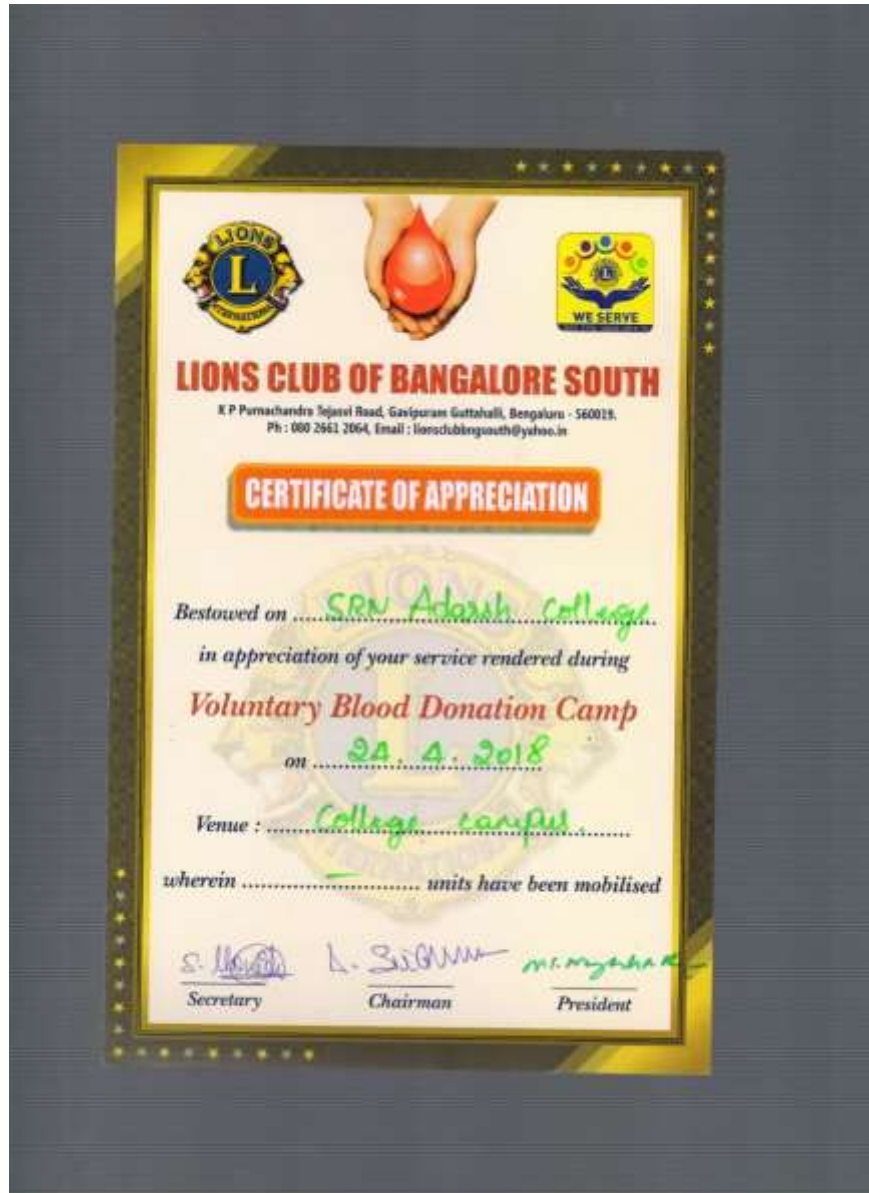 LIONS
L
INTERNATIONAL
WE SERVE
LIONS CLUB OF BANGALORE SOUTH
K P Purnachandra Tejasvi Road, Gavipuram Guttahalli, Bengaluru - 560019.
Ph : 080 2661 2064, Email : lionsclubbngsouth@yahoo.in
CERTIFICATE OF APPRECIATION
Bestowed on SRN Adarsh College
in appreciation of your service rendered during
Voluntary Blood Donation Camp
on 24.4.2018
Venue : College campus.
wherein — units have been mobilised
Secretary Chairman President